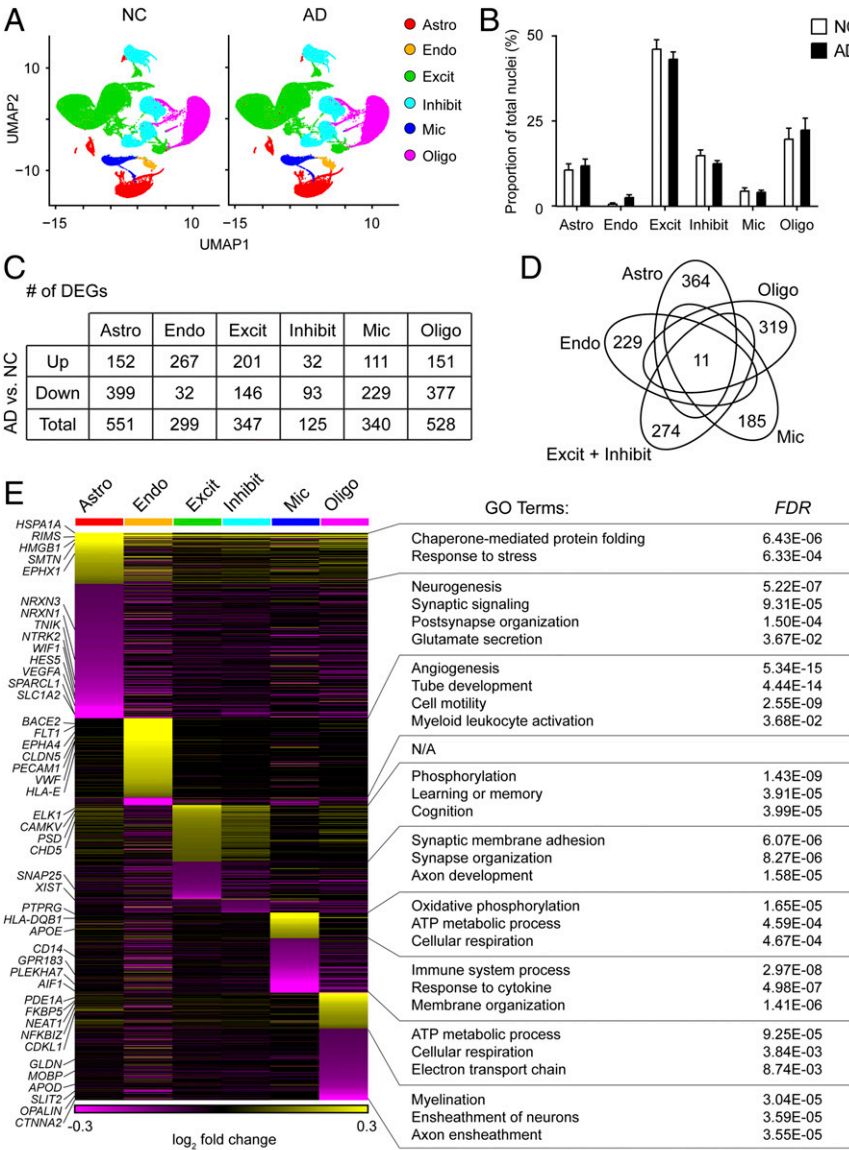 A
NC
AD
Astro
Endo
Excit
Inhibit
Mic
Oligo
UMAP2
10
−10
−15
10
−15
10
UMAP1
B
NC
AD
Proportion of total nuclei (%)
50
25
0
Astro
Endo
Excit
Inhibit
Mic
Oligo
C
# of DEGs
Astro Endo Excit Inhibit Mic Oligo
AD vs. NC
Up 152 267 201 32 111 151
Down 399 32 146 93 229 377
Total 551 299 347 125 340 528
D
Astro
364
Oligo
319
Endo
229
11
274
185
Mic
Excit + Inhibit
E
Astro
Endo
Excit
Inhibit
Mic
Oligo
GO Terms: FDR
HSPA1A
RIMS
HMGB1
SMTN
EPHX1
NRXN3
NRXN1
TNIK
NTRK2
WIF1
HES5
VEGFA
SPARCL1
SLC1A2
BACE2
FLT1
EPHA4
CLDN5
PECAM1
VWF
HLA-E
ELK1
CAMKV
PSD
CHD5
SNAP25
XIST
PTPRG
HLA-DQB1
APOE
CD14
GPR183
PLEKHA7
AIF1
PDE1A
FKBP5
NEAT1
NFKBIZ
CDKL1
GLDN
MOBP
APOD
SLIT2
OPALIN
CTNNA2
Chaperone-mediated protein folding 6.43E-06
Response to stress 6.33E-04
Neurogenesis 5.22E-07
Synaptic signaling 9.31E-05
Postsynapse organization 1.50E-04
Glutamate secretion 3.67E-02
Angiogenesis 5.34E-15
Tube development 4.44E-14
Cell motility 2.55E-09
Myeloid leukocyte activation 3.68E-02
N/A
Phosphorylation 1.43E-09
Learning or memory 3.91E-05
Cognition 3.99E-05
Synaptic membrane adhesion 6.07E-06
Synapse organization 8.27E-06
Axon development 1.58E-05
Oxidative phosphorylation 1.65E-05
ATP metabolic process 4.59E-04
Cellular respiration 4.67E-04
Immune system process 2.97E-08
Response to cytokine 4.98E-07
Membrane organization 1.41E-06
ATP metabolic process 9.25E-05
Cellular respiration 3.84E-03
Electron transport chain 8.74E-03
Myelination 3.04E-05
Ensheathment of neurons 3.59E-05
Axon ensheathment 3.55E-05
-0.3
0.3
log2 fold change